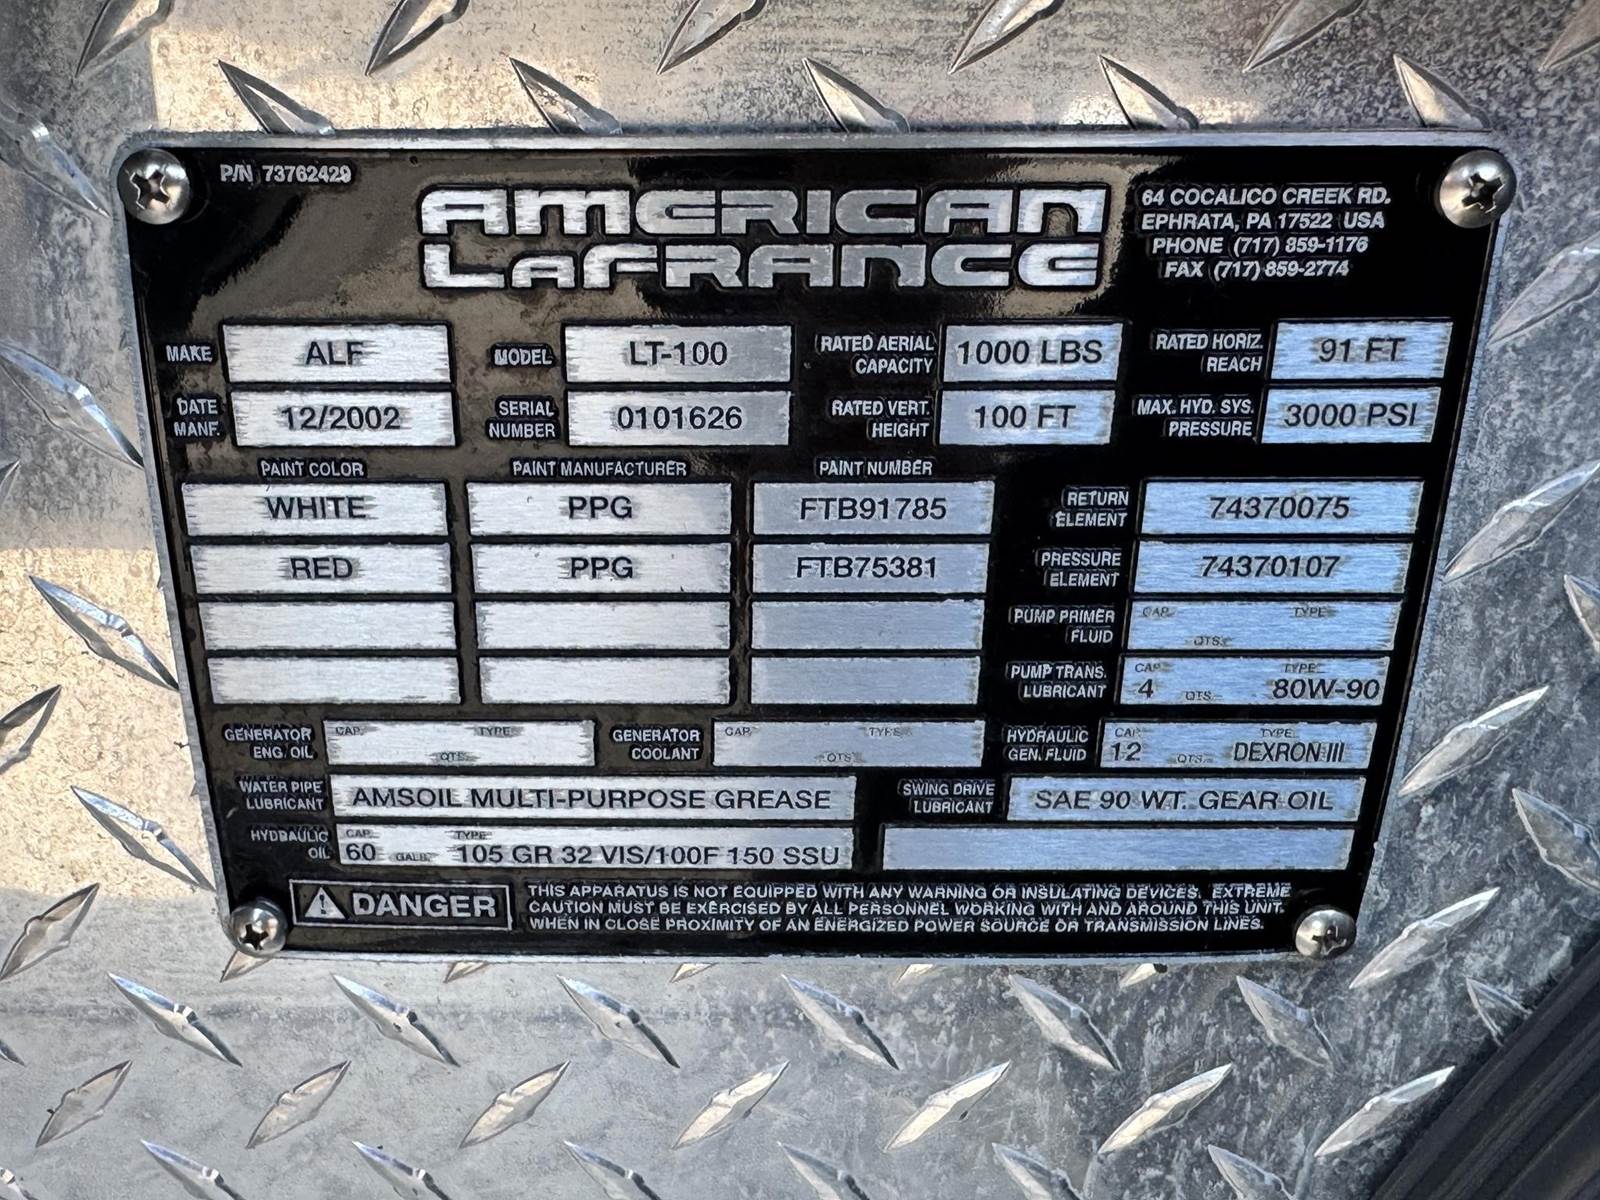 P/N 73762429
AMERICAN
LaFRANCE
64 COCALICO CREEK RD.
EPHRATA, PA 17522 USA
PHONE (717) 859-1176
FAX (717) 859-2774
MAKE ALF MODEL LT-100 RATED AERIAL CAPACITY 1000 LBS RATED HORIZ. REACH 91 FT
DATE MANF. 12/2002 SERIAL NUMBER 0101626 RATED VERT. HEIGHT 100 FT MAX. HYD. SYS. PRESSURE 3000 PSI
PAINT COLOR PAINT MANUFACTURER PAINT NUMBER
WHITE PPG FTB91785 RETURN ELEMENT 74370075
RED PPG FTB75381 PRESSURE ELEMENT 74370107
PUMP PRIMER FLUID CAP. QTS. TYPE
PUMP TRANS. LUBRICANT CAP. 4 QTS. TYPE 80W-90
GENERATOR ENG. OIL CAP. QTS. TYPE GENERATOR COOLANT CAP. QTS. TYPE HYDRAULIC GEN. FLUID CAP. 12 QTS. TYPE DEXRON III
WATER PIPE LUBRICANT AMSOIL MULTI-PURPOSE GREASE SWING DRIVE LUBRICANT SAE 90 WT. GEAR OIL
HYDRAULIC OIL CAP. 60 GALS. TYPE 105 GR 32 VIS/100F 150 SSU
DANGER
THIS APPARATUS IS NOT EQUIPPED WITH ANY WARNING OR INSULATING DEVICES. EXTREME
CAUTION MUST BE EXERCISED BY ALL PERSONNEL WORKING WITH AND AROUND THIS UNIT.
WHEN IN CLOSE PROXIMITY OF AN ENERGIZED POWER SOURCE OR TRANSMISSION LINES.